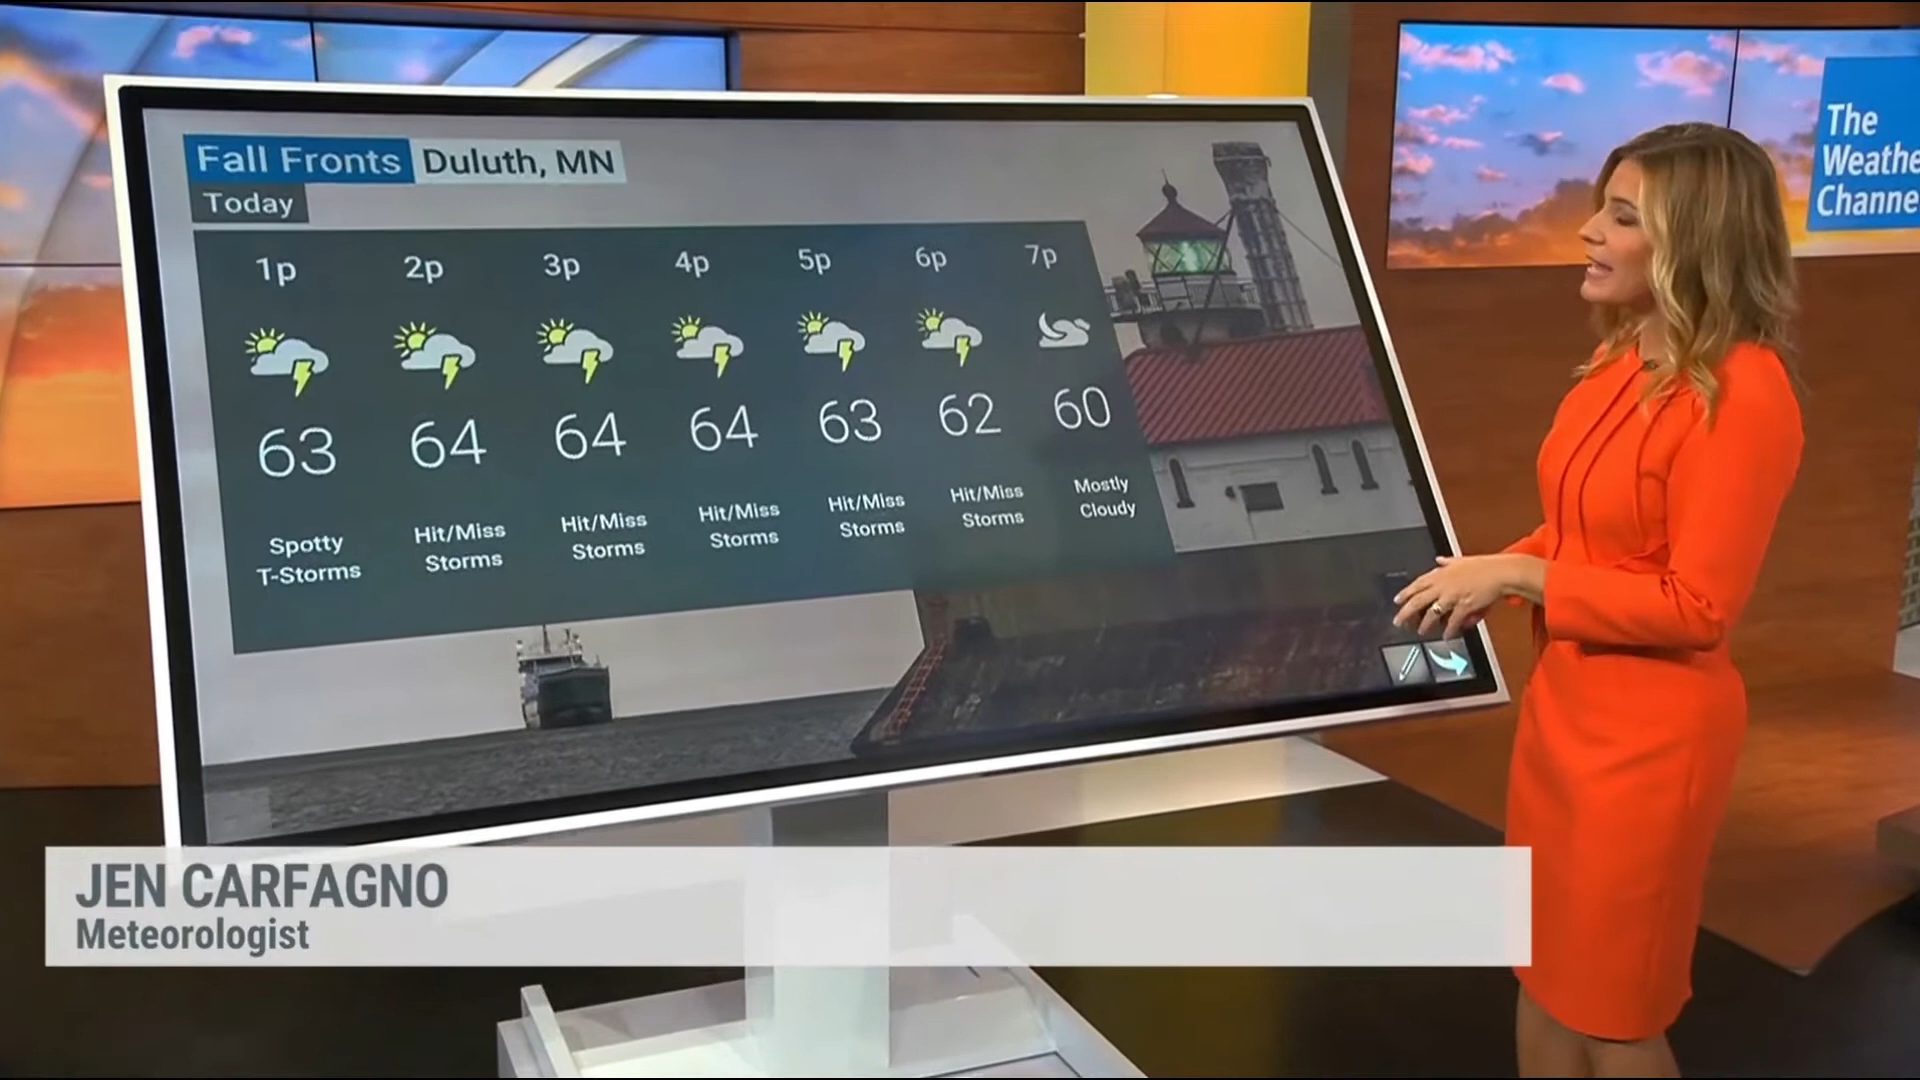 Fall Fronts Duluth, MN
Today
1p 2p 3p 4p 5p 6p 7p
63 64 64 64 63 62 60
Spotty Hit/Miss Hit/Miss Hit/Miss Hit/Miss Hit/Miss Mostly
T-Storms Storms Storms Storms Storms Storms Cloudy
The
Weathe
Channe
JEN CARFAGNO
Meteorologist